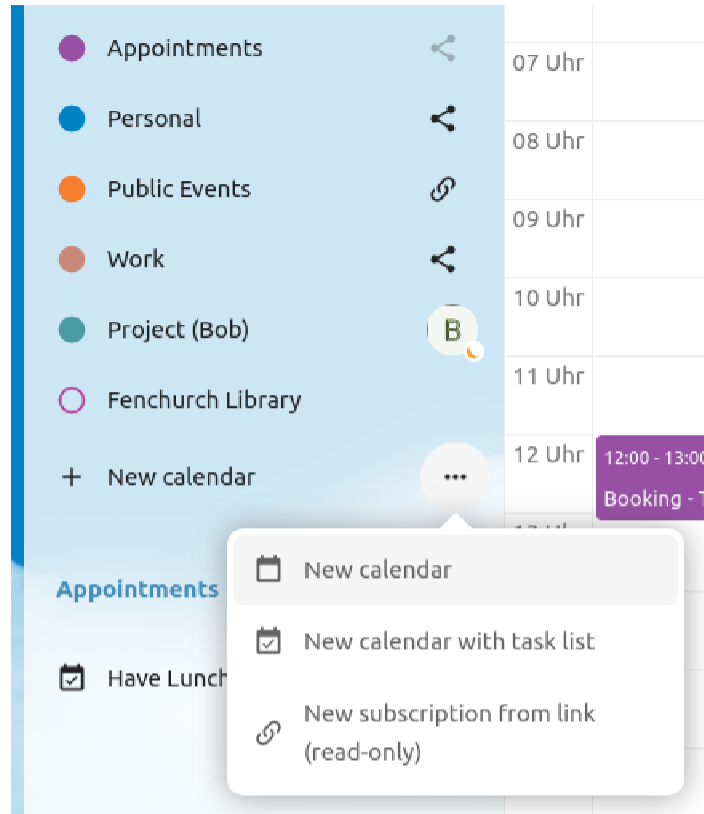 Appointments
Personal
Public Events
Work
Project (Bob)
B
Fenchurch Library
New calendar
07 Uhr
08 Uhr
09 Uhr
10 Uhr
11 Uhr
12 Uhr
12:00 - 13:00
Booking -
New calendar
New calendar with task list
New subscription from link
(read-only)
Appointments
Have Lunch